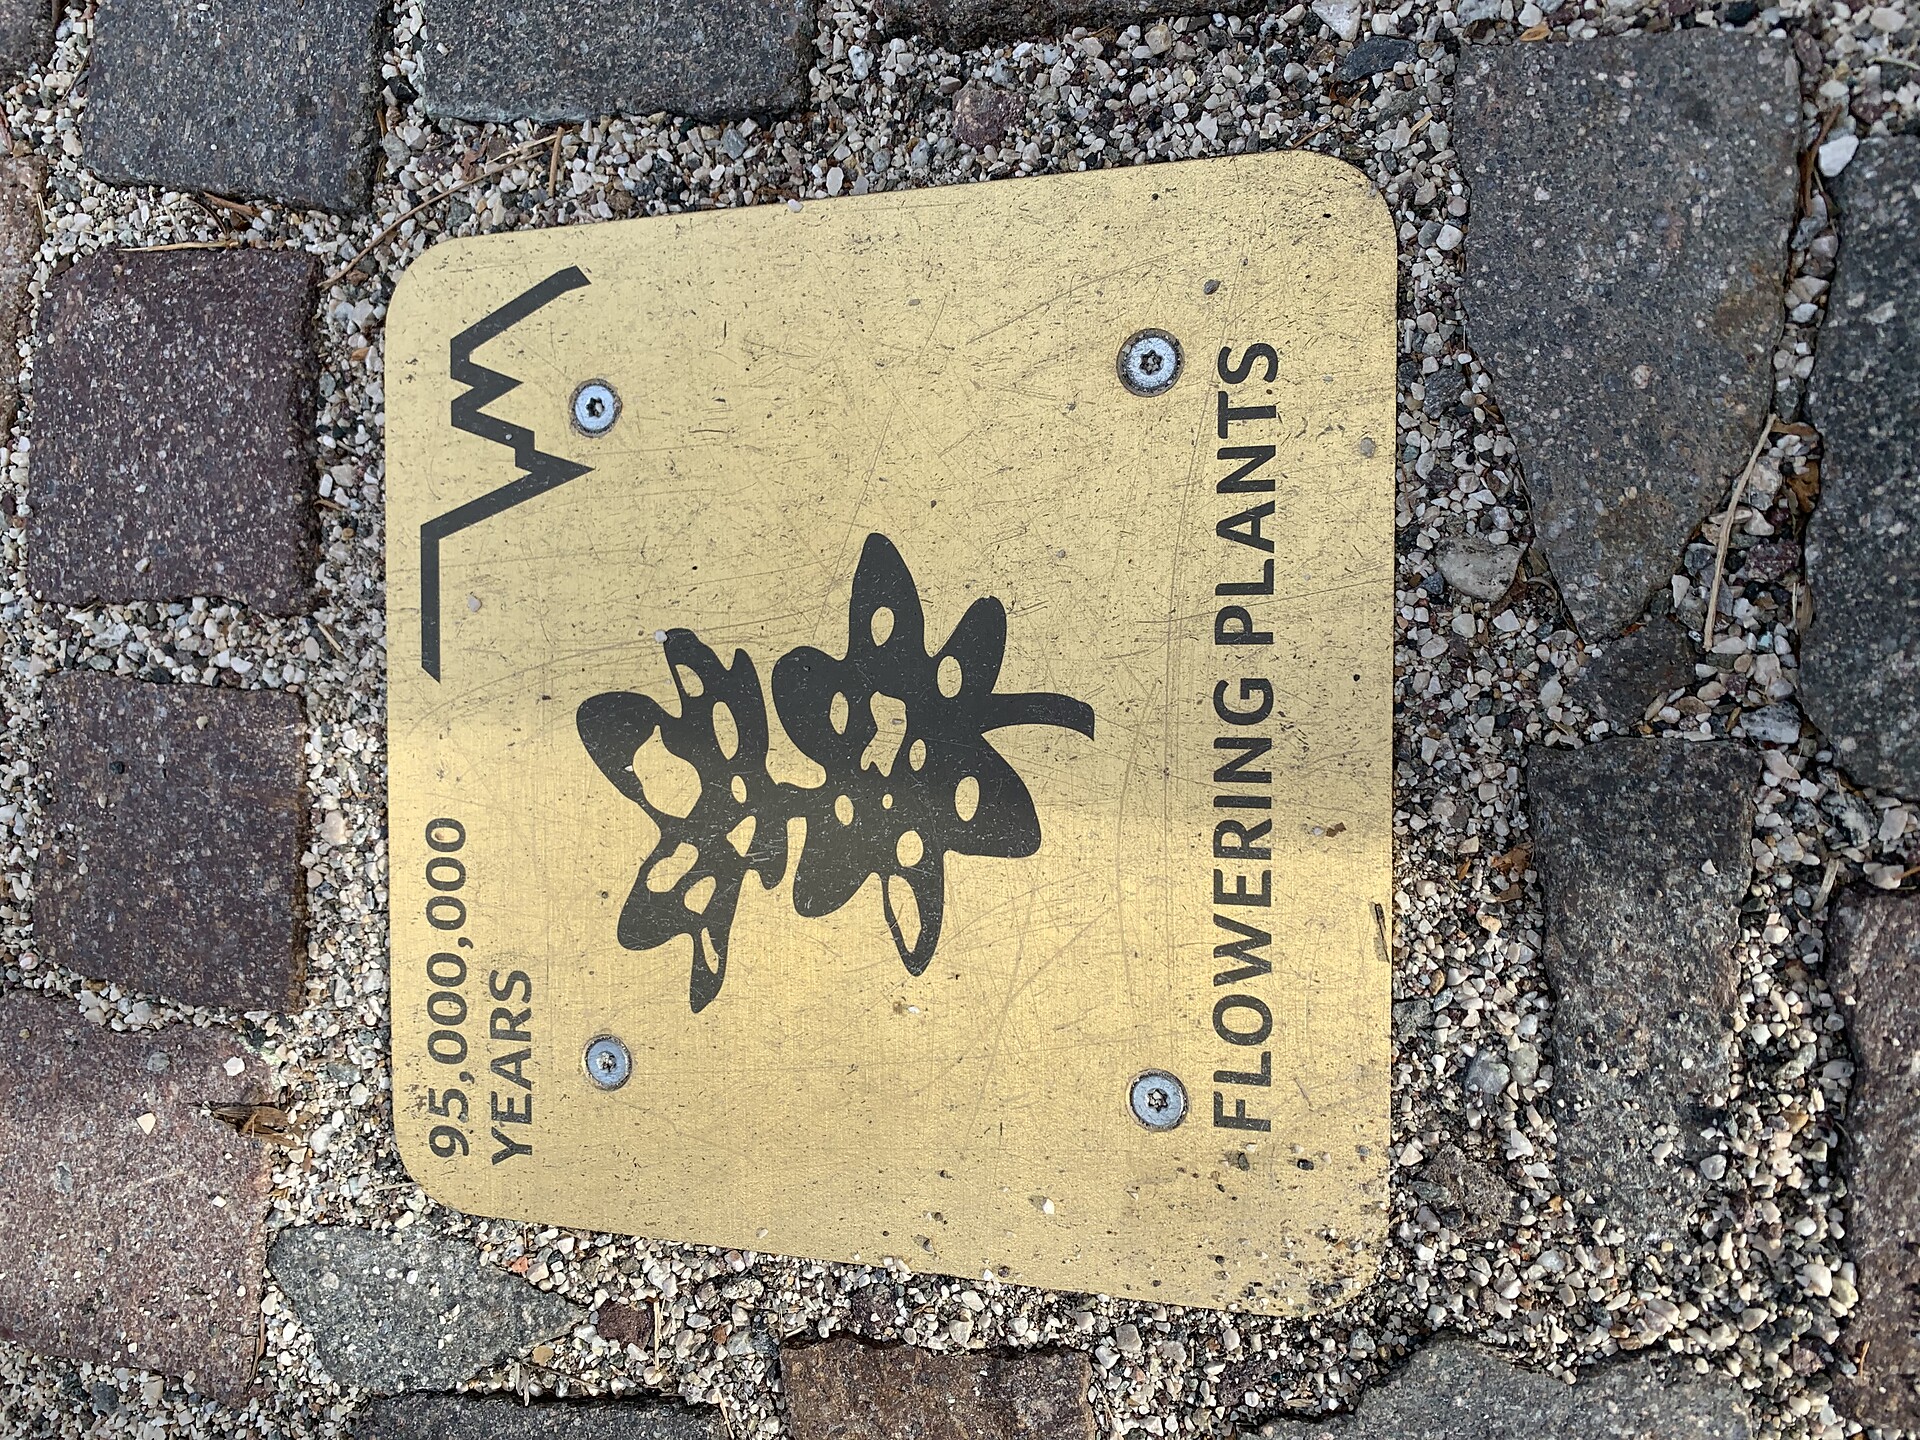 95,000,000
YEARS
FLOWERING PLANTS